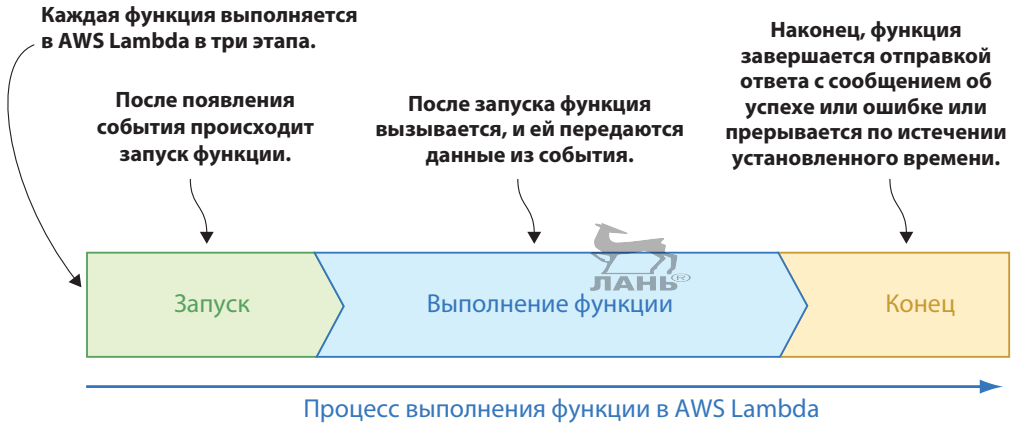 Каждая функция выполняется
в AWS Lambda в три этапа.
После появления
события происходит
запуск функции.
После запуска функция
вызывается, и ей передаются
данные из события.
Наконец, функция
завершается отправкой
ответа с сообщением об
успехе или ошибке или
прерывается по истечении
установленного времени.
ЛАНЬ®
Запуск
Выполнение функции
Конец
Процесс выполнения функции в AWS Lambda